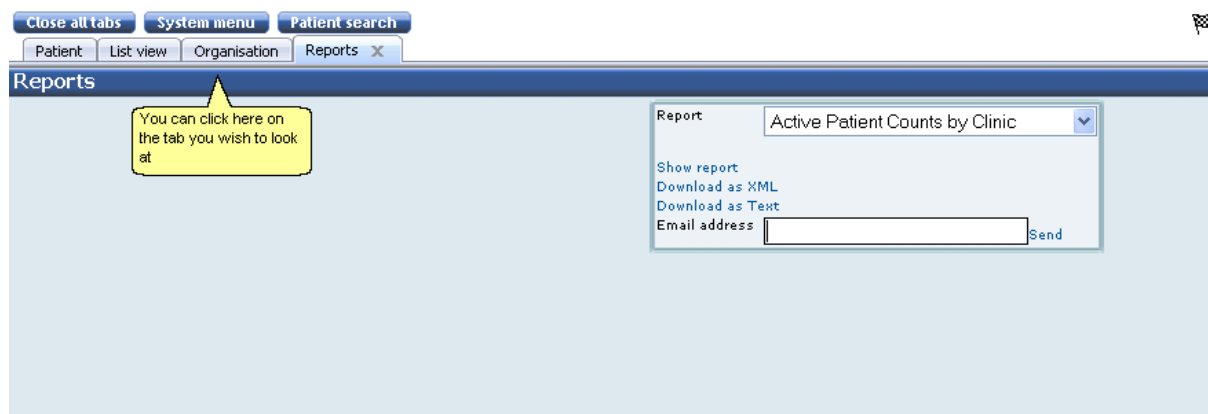 Close all tabs System menu Patient search
Patient List view Organisation Reports X
Reports
You can click here on
the tab you wish to look
at
Report Active Patient Counts by Clinic
Show report
Download as XML
Download as Text
Email address Send